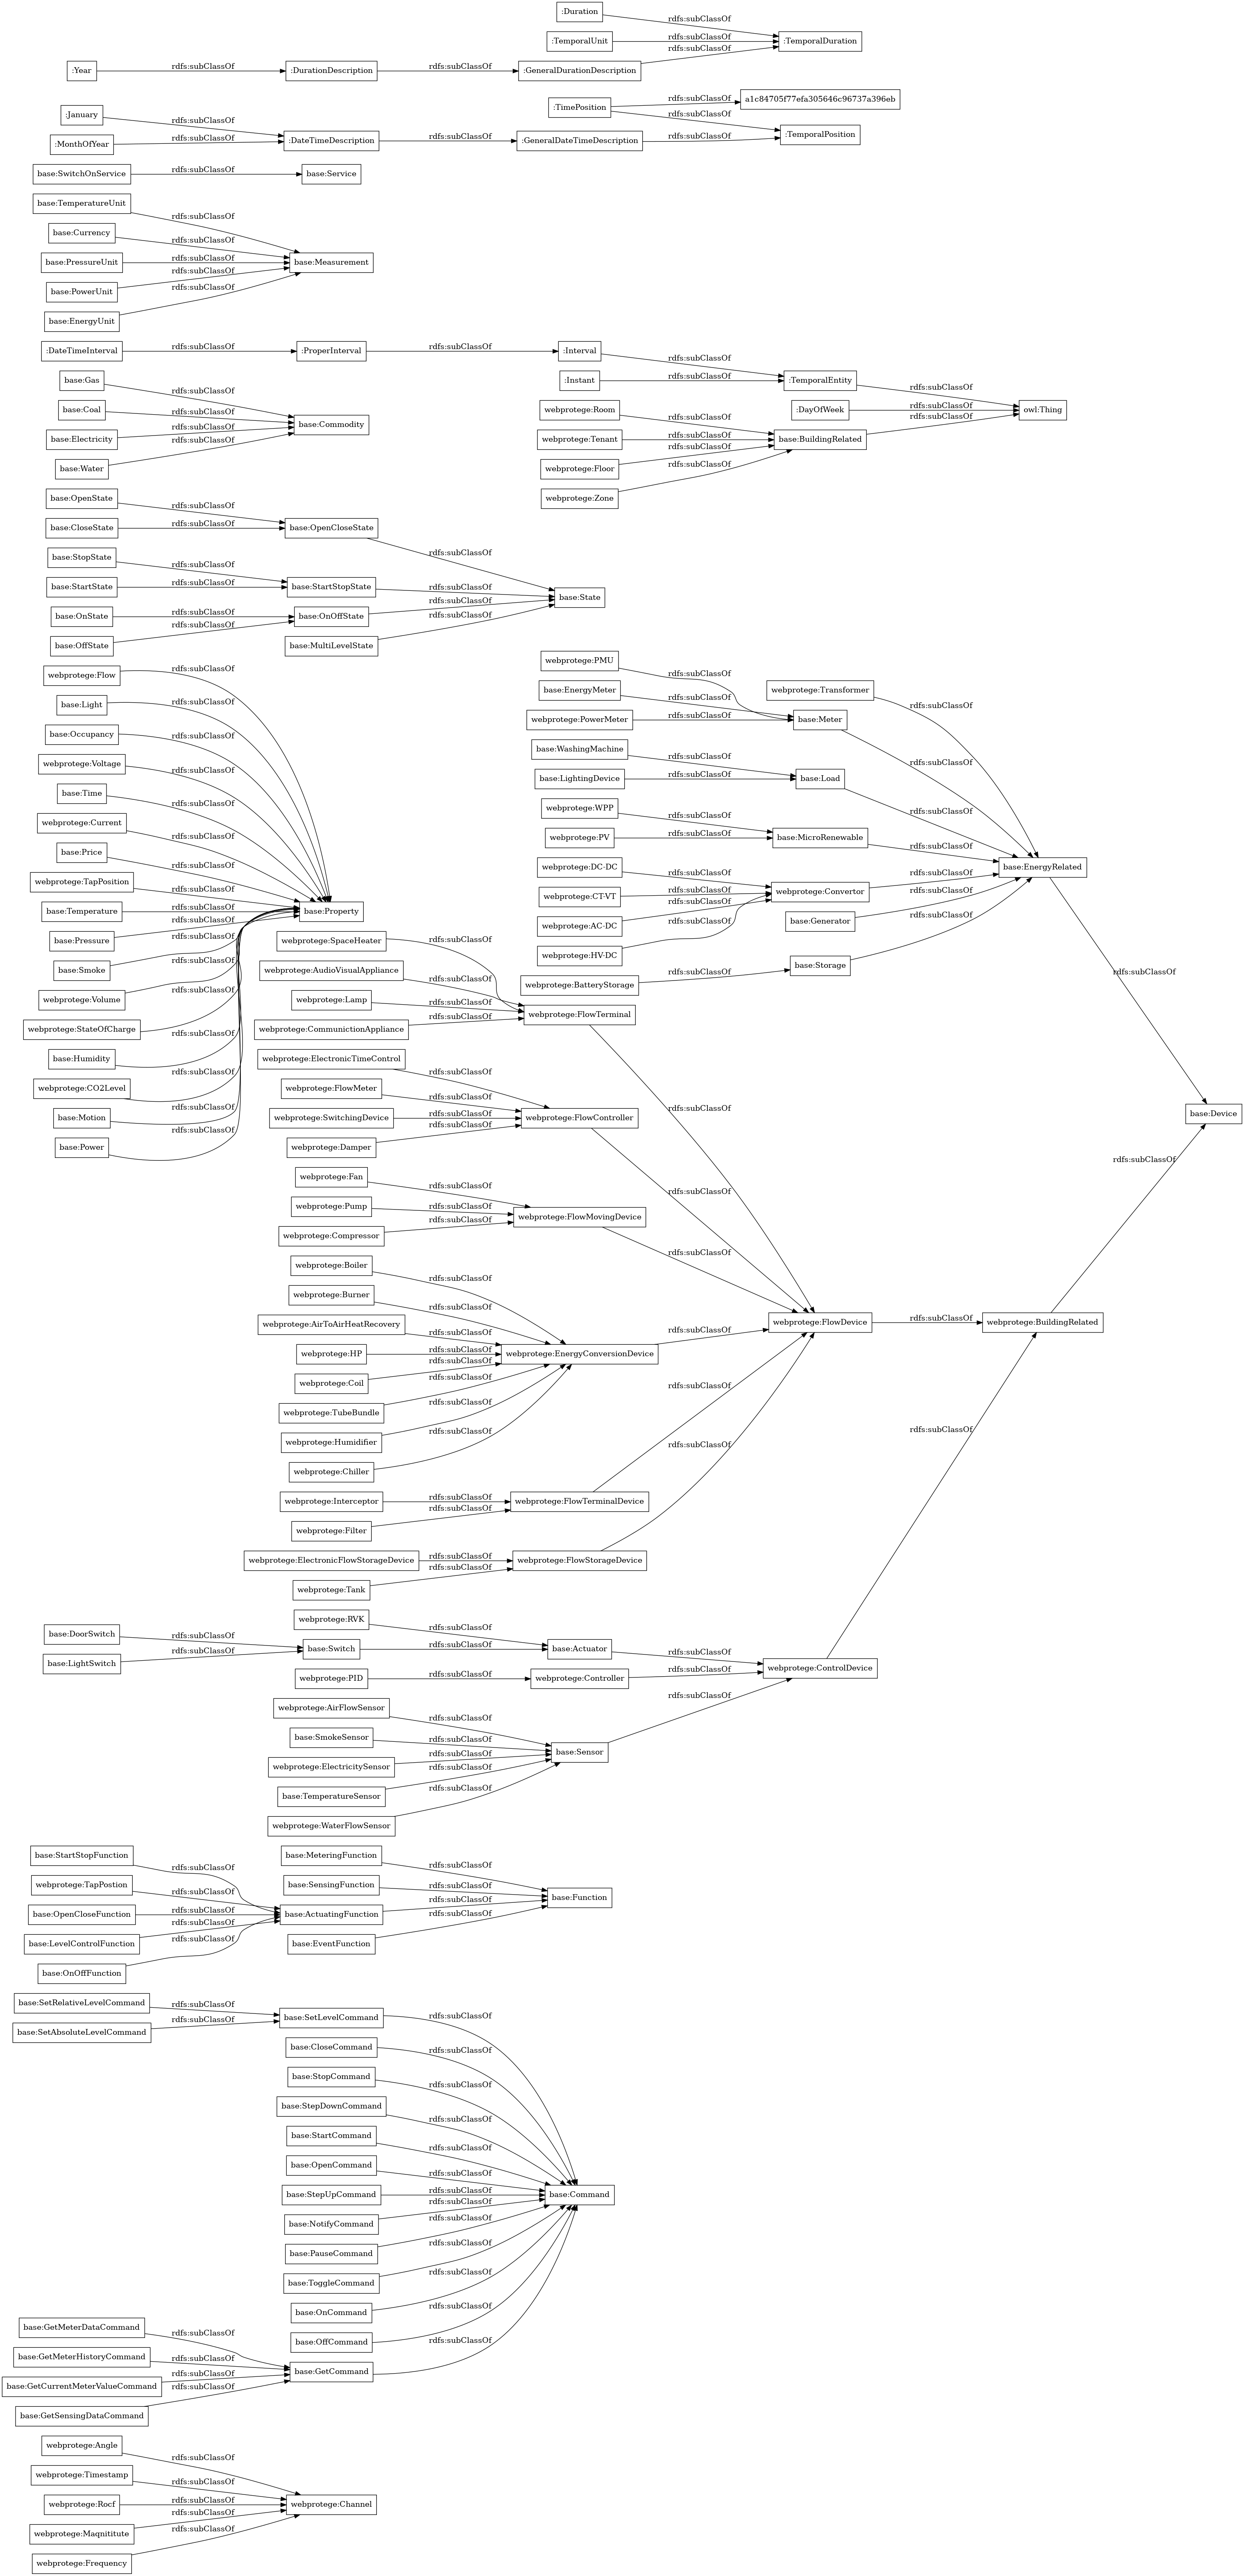 :Duration
rdfs:subClassOf
:TemporalUnit
rdfs:subClassOf
:TemporalDuration
rdfs:subClassOf
:Year
rdfs:subClassOf
:DurationDescription
rdfs:subClassOf
:GeneralDurationDescription
:TimePosition
rdfs:subClassOf
a1c84705f77efa305646c96737a396eb
:January
rdfs:subClassOf
rdfs:subClassOf
:MonthOfYear
rdfs:subClassOf
:DateTimeDescription
rdfs:subClassOf
:GeneralDateTimeDescription
rdfs:subClassOf
:TemporalPosition
base:SwitchOnService
rdfs:subClassOf
base:Service
base:TemperatureUnit
rdfs:subClassOf
base:Currency
rdfs:subClassOf
base:PressureUnit
rdfs:subClassOf
base:Measurement
rdfs:subClassOf
base:PowerUnit
rdfs:subClassOf
base:EnergyUnit
:DateTimeInterval
rdfs:subClassOf
:ProperInterval
rdfs:subClassOf
:Interval
rdfs:subClassOf
base:Gas
rdfs:subClassOf
:Instant
rdfs:subClassOf
:TemporalEntity
rdfs:subClassOf
base:Coal
rdfs:subClassOf
base:Commodity
webprotege:Room
rdfs:subClassOf
:DayOfWeek
rdfs:subClassOf
owl:Thing
base:Electricity
rdfs:subClassOf
webprotege:Tenant
rdfs:subClassOf
base:BuildingRelated
rdfs:subClassOf
base:Water
rdfs:subClassOf
webprotege:Floor
rdfs:subClassOf
webprotege:Zone
rdfs:subClassOf
base:OpenState
rdfs:subClassOf
base:CloseState
rdfs:subClassOf
base:OpenCloseState
rdfs:subClassOf
base:StopState
rdfs:subClassOf
base:StartState
rdfs:subClassOf
base:StartStopState
rdfs:subClassOf
base:State
base:OnState
rdfs:subClassOf
base:OnOffState
rdfs:subClassOf
base:OffState
rdfs:subClassOf
base:MultiLevelState
rdfs:subClassOf
webprotege:Flow
rdfs:subClassOf
base:Light
rdfs:subClassOf
base:Occupancy
rdfs:subClassOf
webprotege:Voltage
rdfs:subClassOf
base:Time
rdfs:subClassOf
webprotege:Current
rdfs:subClassOf
base:Price
rdfs:subClassOf
webprotege:TapPosition
rdfs:subClassOf
base:Temperature
rdfs:subClassOf
base:Property
base:Pressure
rdfs:subClassOf
base:Smoke
rdfs:subClassOf
webprotege:Volume
rdfs:subClassOf
webprotege:StateOfCharge
rdfs:subClassOf
base:Humidity
rdfs:subClassOf
webprotege:CO2Level
rdfs:subClassOf
base:Motion
rdfs:subClassOf
base:Power
rdfs:subClassOf
webprotege:PMU
rdfs:subClassOf
base:EnergyMeter
rdfs:subClassOf
webprotege:Transformer
rdfs:subClassOf
webprotege:PowerMeter
rdfs:subClassOf
base:Meter
rdfs:subClassOf
base:WashingMachine
rdfs:subClassOf
base:LightingDevice
rdfs:subClassOf
base:Load
rdfs:subClassOf
webprotege:WPP
rdfs:subClassOf
webprotege:PV
rdfs:subClassOf
base:MicroRenewable
rdfs:subClassOf
base:EnergyRelated
webprotege:DC-DC
rdfs:subClassOf
webprotege:CT-VT
rdfs:subClassOf
webprotege:Convertor
rdfs:subClassOf
webprotege:AC-DC
rdfs:subClassOf
base:Generator
rdfs:subClassOf
webprotege:HV-DC
rdfs:subClassOf
base:Storage
rdfs:subClassOf
webprotege:BatteryStorage
rdfs:subClassOf
rdfs:subClassOf
webprotege:SpaceHeater
rdfs:subClassOf
webprotege:AudioVisualAppliance
rdfs:subClassOf
webprotege:Lamp
rdfs:subClassOf
webprotege:FlowTerminal
webprotege:CommunictionAppliance
rdfs:subClassOf
rdfs:subClassOf
webprotege:ElectronicTimeControl
rdfs:subClassOf
webprotege:FlowMeter
rdfs:subClassOf
webprotege:SwitchingDevice
rdfs:subClassOf
webprotege:FlowController
webprotege:Damper
rdfs:subClassOf
rdfs:subClassOf
base:Device
rdfs:subClassOf
webprotege:Fan
rdfs:subClassOf
webprotege:Pump
rdfs:subClassOf
webprotege:FlowMovingDevice
webprotege:Compressor
rdfs:subClassOf
rdfs:subClassOf
webprotege:Boiler
rdfs:subClassOf
webprotege:Burner
rdfs:subClassOf
webprotege:AirToAirHeatRecovery
rdfs:subClassOf
webprotege:HP
rdfs:subClassOf
webprotege:EnergyConversionDevice
rdfs:subClassOf
webprotege:FlowDevice
rdfs:subClassOf
webprotege:BuildingRelated
webprotege:Coil
rdfs:subClassOf
webprotege:TubeBundle
rdfs:subClassOf
webprotege:Humidifier
rdfs:subClassOf
webprotege:Chiller
rdfs:subClassOf
rdfs:subClassOf
webprotege:Interceptor
rdfs:subClassOf
webprotege:FlowTerminalDevice
webprotege:Filter
rdfs:subClassOf
rdfs:subClassOf
webprotege:ElectronicFlowStorageDevice
rdfs:subClassOf
webprotege:FlowStorageDevice
webprotege:Tank
rdfs:subClassOf
rdfs:subClassOf
base:DoorSwitch
rdfs:subClassOf
base:LightSwitch
rdfs:subClassOf
base:Switch
rdfs:subClassOf
webprotege:RVK
rdfs:subClassOf
base:Actuator
rdfs:subClassOf
webprotege:PID
rdfs:subClassOf
webprotege:Controller
rdfs:subClassOf
webprotege:ControlDevice
webprotege:AirFlowSensor
rdfs:subClassOf
rdfs:subClassOf
base:SmokeSensor
rdfs:subClassOf
base:Sensor
webprotege:ElectricitySensor
rdfs:subClassOf
base:TemperatureSensor
rdfs:subClassOf
webprotege:WaterFlowSensor
rdfs:subClassOf
base:StartStopFunction
rdfs:subClassOf
base:MeteringFunction
rdfs:subClassOf
webprotege:TapPostion
rdfs:subClassOf
base:SensingFunction
rdfs:subClassOf
base:Function
base:OpenCloseFunction
rdfs:subClassOf
base:ActuatingFunction
rdfs:subClassOf
base:LevelControlFunction
rdfs:subClassOf
base:EventFunction
rdfs:subClassOf
base:OnOffFunction
rdfs:subClassOf
base:SetRelativeLevelCommand
rdfs:subClassOf
base:SetLevelCommand
rdfs:subClassOf
base:SetAbsoluteLevelCommand
rdfs:subClassOf
base:CloseCommand
rdfs:subClassOf
base:StopCommand
rdfs:subClassOf
base:StepDownCommand
rdfs:subClassOf
base:StartCommand
rdfs:subClassOf
base:OpenCommand
rdfs:subClassOf
base:StepUpCommand
rdfs:subClassOf
base:Command
base:NotifyCommand
rdfs:subClassOf
base:PauseCommand
rdfs:subClassOf
base:ToggleCommand
rdfs:subClassOf
base:OnCommand
rdfs:subClassOf
base:OffCommand
rdfs:subClassOf
base:GetMeterDataCommand
rdfs:subClassOf
base:GetMeterHistoryCommand
rdfs:subClassOf
base:GetCommand
rdfs:subClassOf
base:GetCurrentMeterValueCommand
rdfs:subClassOf
base:GetSensingDataCommand
rdfs:subClassOf
webprotege:Angle
rdfs:subClassOf
webprotege:Timestamp
rdfs:subClassOf
webprotege:Rocf
rdfs:subClassOf
webprotege:Channel
webprotege:Maqnititute
rdfs:subClassOf
webprotege:Frequency
rdfs:subClassOf